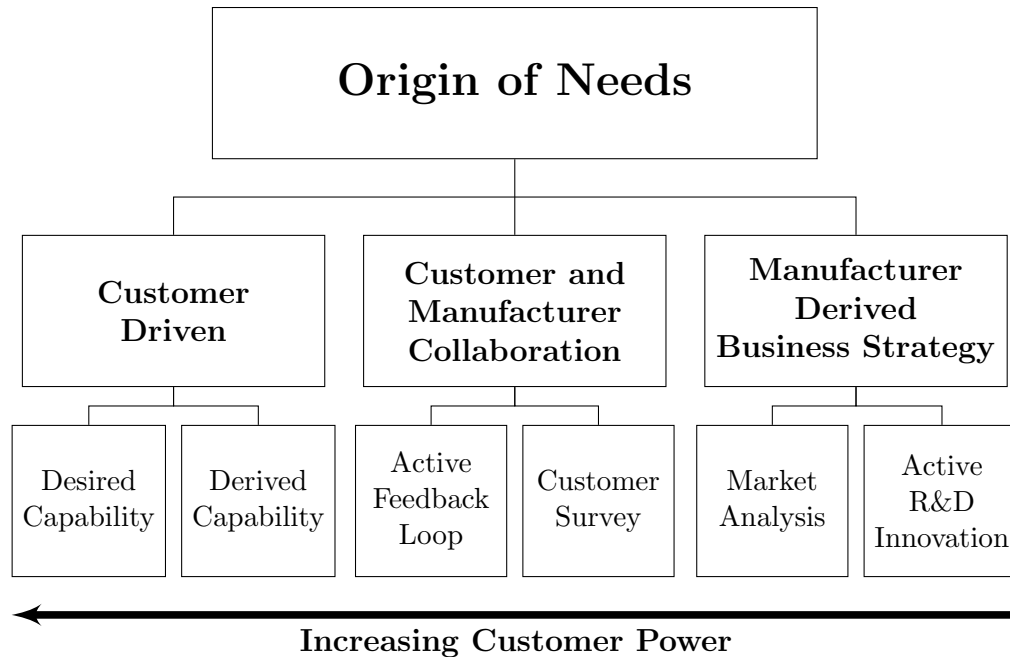 Origin of Needs
Customer
Driven
Customer and
Manufacturer
Collaboration
Manufacturer
Derived
Business Strategy
Desired
Capability
Derived
Capability
Active
Feedback
Loop
Customer
Survey
Market
Analysis
Active
R&D
Innovation
Increasing Customer Power